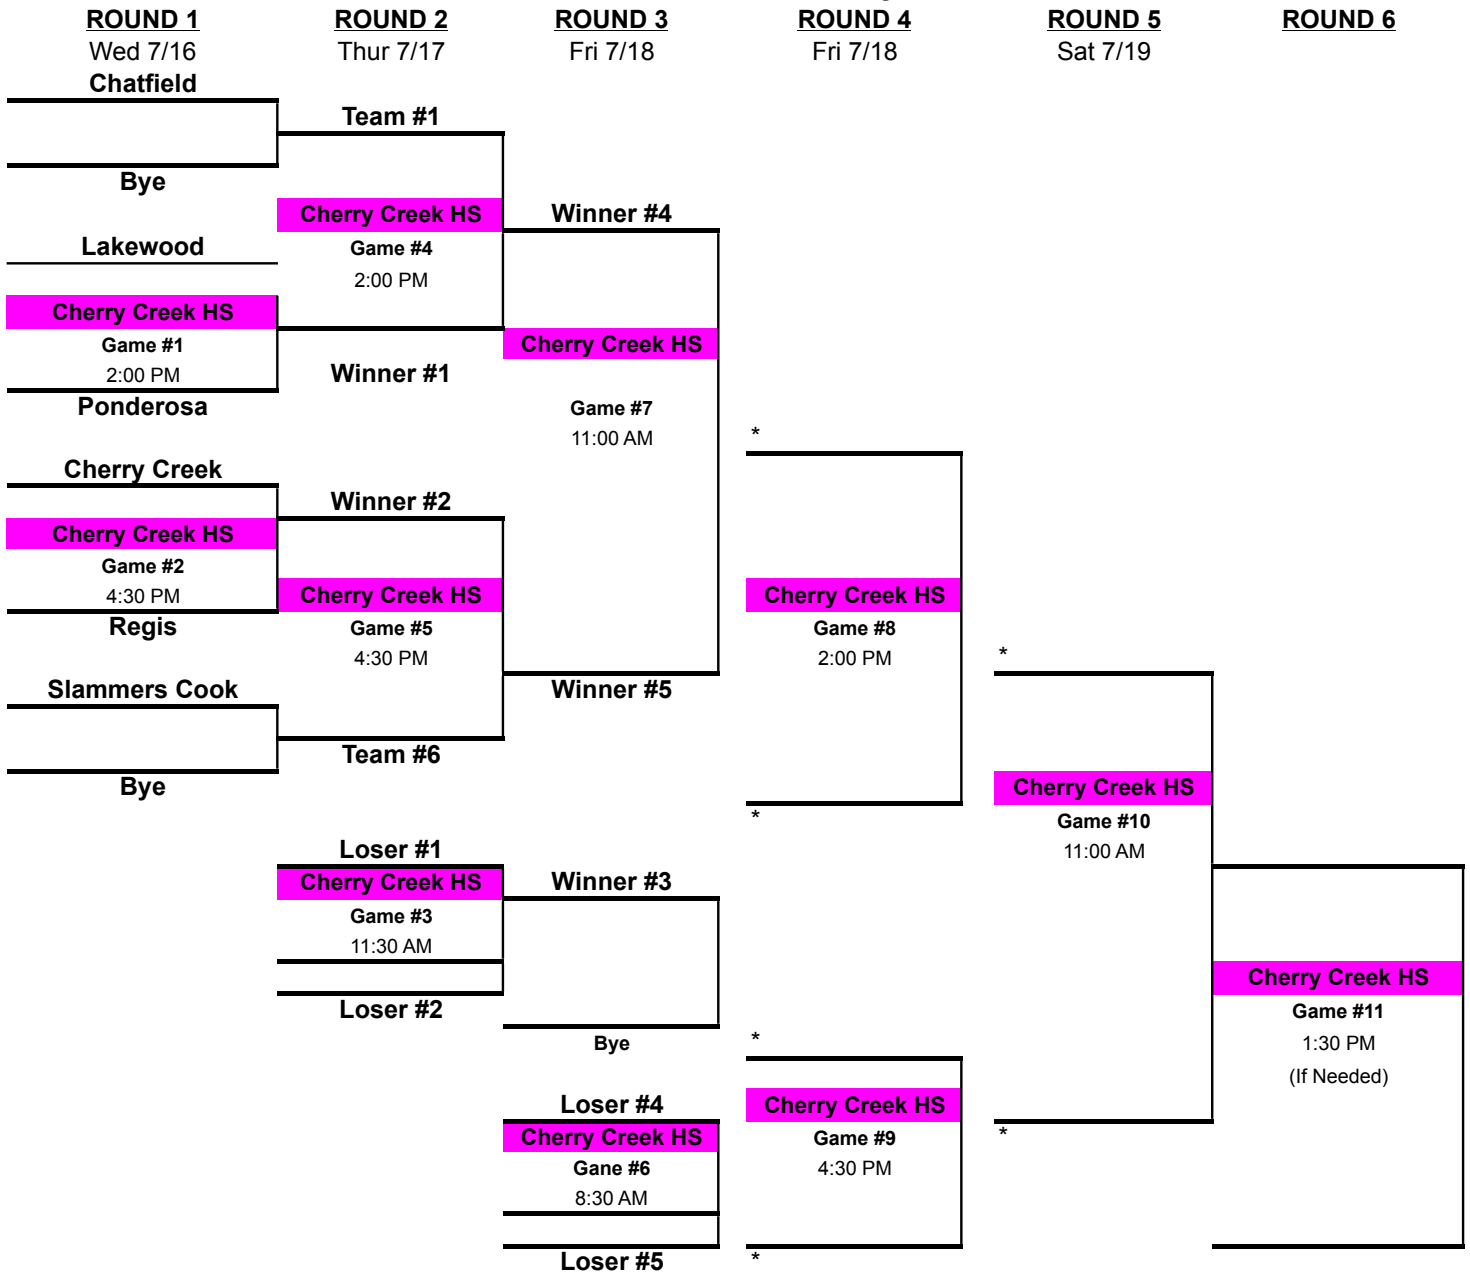 ROUND 1
Wed 7/16
Chatfield
Bye
Lakewood
Cherry Creek HS
Game #1
2:00 PM
Ponderosa
Cherry Creek
Cherry Creek HS
Game #2
4:30 PM
Regis
Slammers Cook
Bye
ROUND 2
Thur 7/17
Team #1
Cherry Creek HS
Game #4
2:00 PM
Winner #1
Winner #2
Cherry Creek HS
Game #5
4:30 PM
Team #6
Loser #1
Cherry Creek HS
Game #3
11:30 AM
Loser #2
ROUND 3
Fri 7/18
Winner #4
Cherry Creek HS
Game #7
11:00 AM
Winner #5
Winner #3
Bye
Loser #4
Cherry Creek HS
Gane #6
8:30 AM
Loser #5
ROUND 4
Fri 7/18
*
Cherry Creek HS
Game #8
2:00 PM
*
*
Cherry Creek HS
Game #9
4:30 PM
*
ROUND 5
Sat 7/19
*
Cherry Creek HS
Game #10
11:00 AM
*
ROUND 6
Cherry Creek HS
Game #11
1:30 PM
(If Needed)